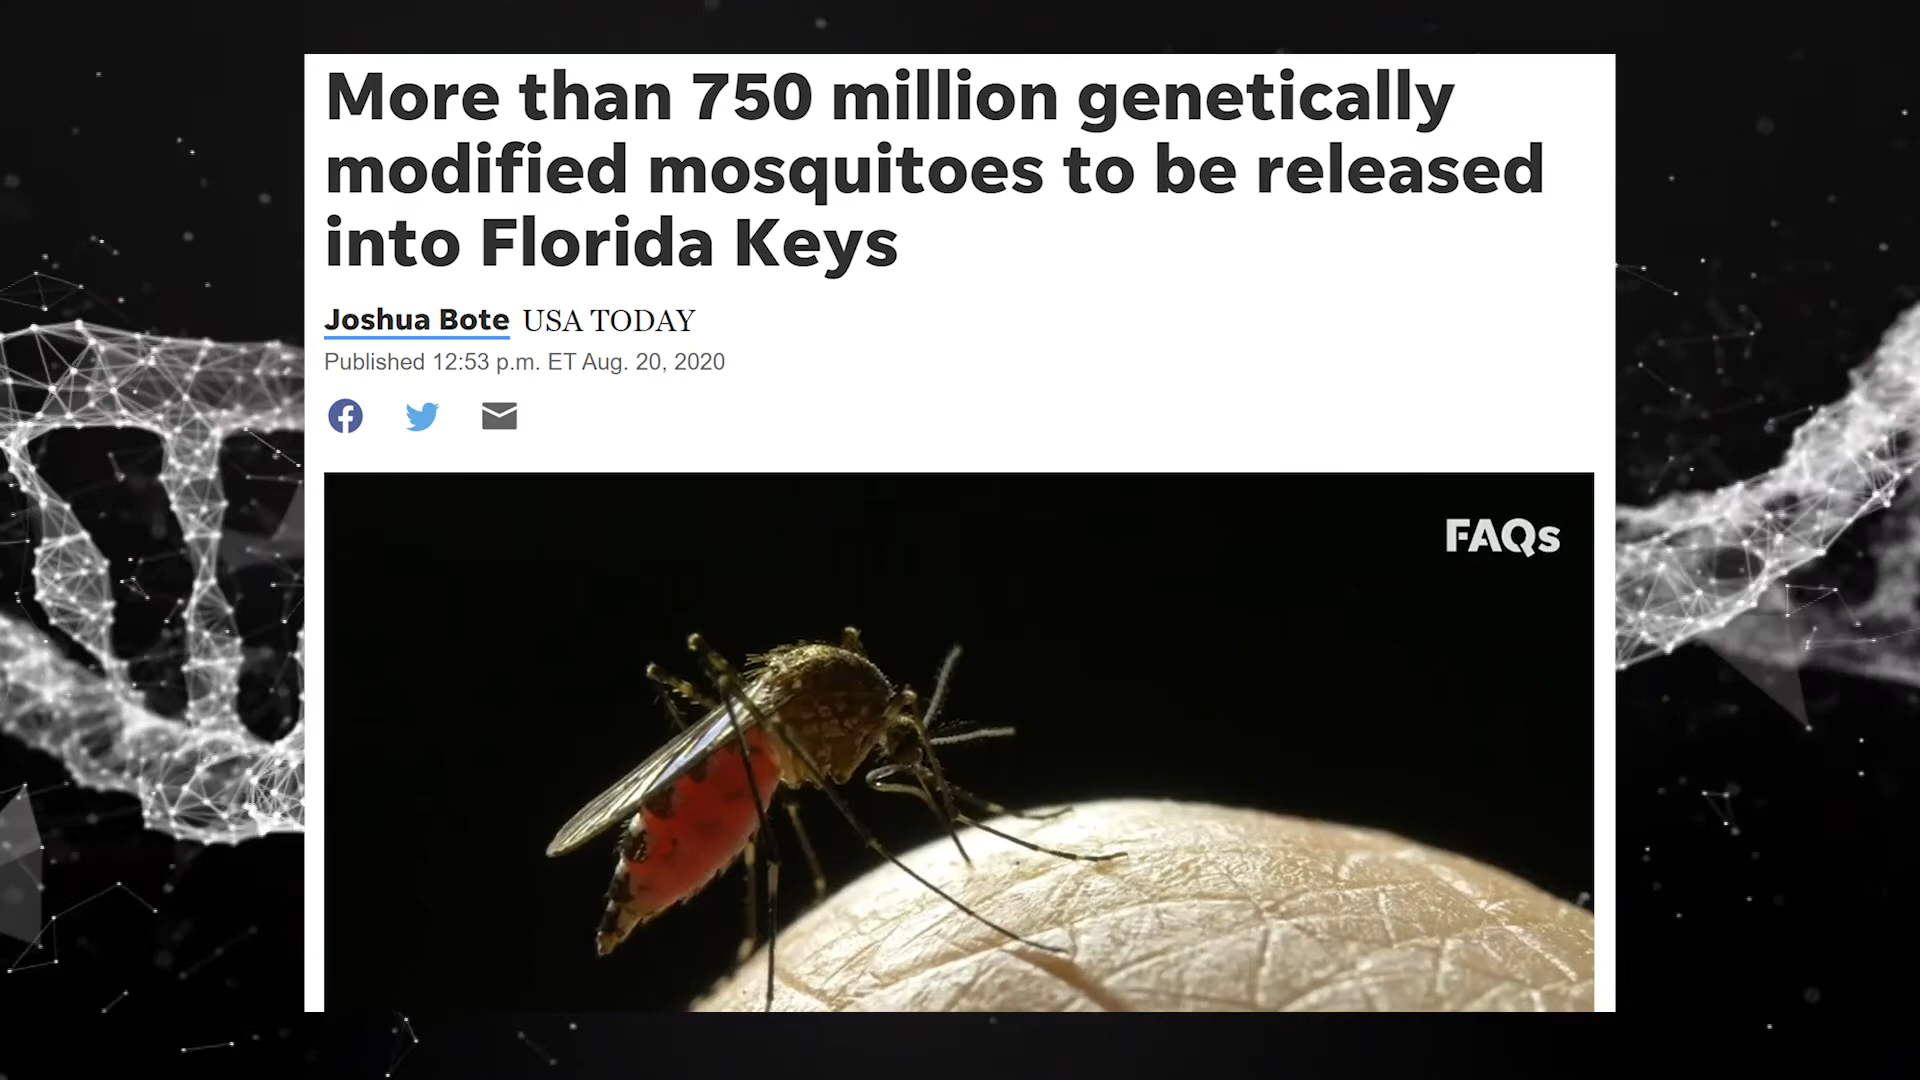 More than 750 million genetically
modified mosquitoes to be released
into Florida Keys
Joshua Bote USA TODAY
Published 12:53 p.m. ET Aug. 20, 2020
FAQs